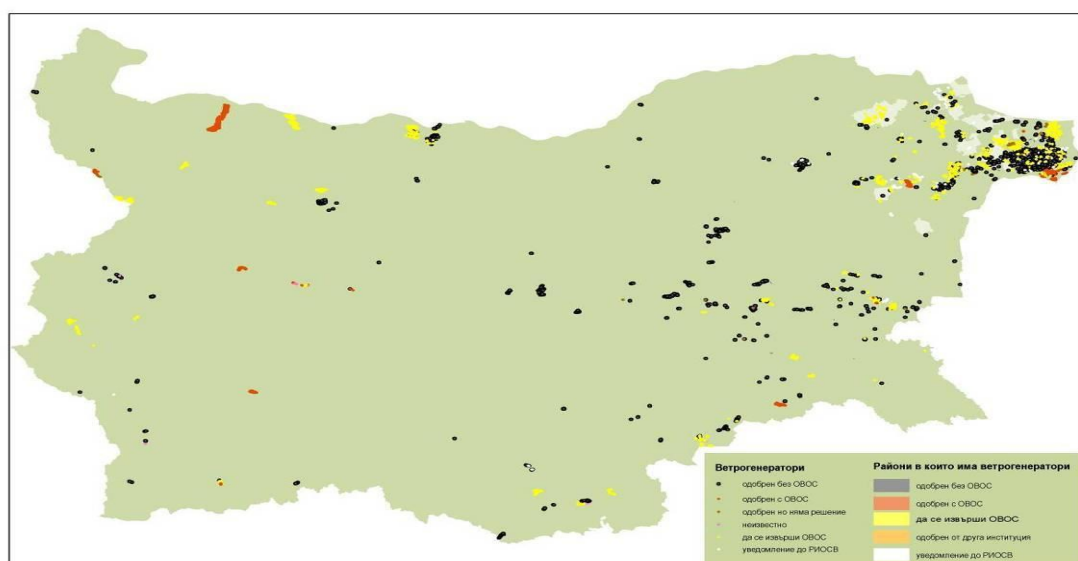 Ветрогенератори
одобрен без ОВОС
одобрен с ОВОС
одобрен но няма решение
неизвестно
да се извърши ОВОС
уведомление до РИОСВ
Райони в които има ветрогенератори
одобрен без ОВОС
одобрен с ОВОС
да се извърши ОВОС
одобрен от друга институция
уведомление до РИОСВ